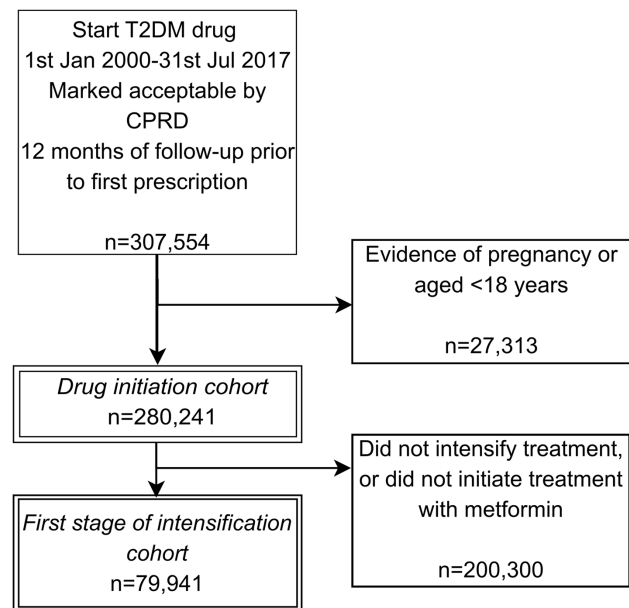 Start T2DM drug
1st Jan 2000-31st Jul 2017
Marked acceptable by
CPRD
12 months of follow-up prior
to first prescription
n=307,554
Evidence of pregnancy or
aged <18 years
n=27,313
Drug initiation cohort
n=280,241
Did not intensify treatment,
or did not initiate treatment
with metformin
n=200,300
First stage of intensification
cohort
n=79,941